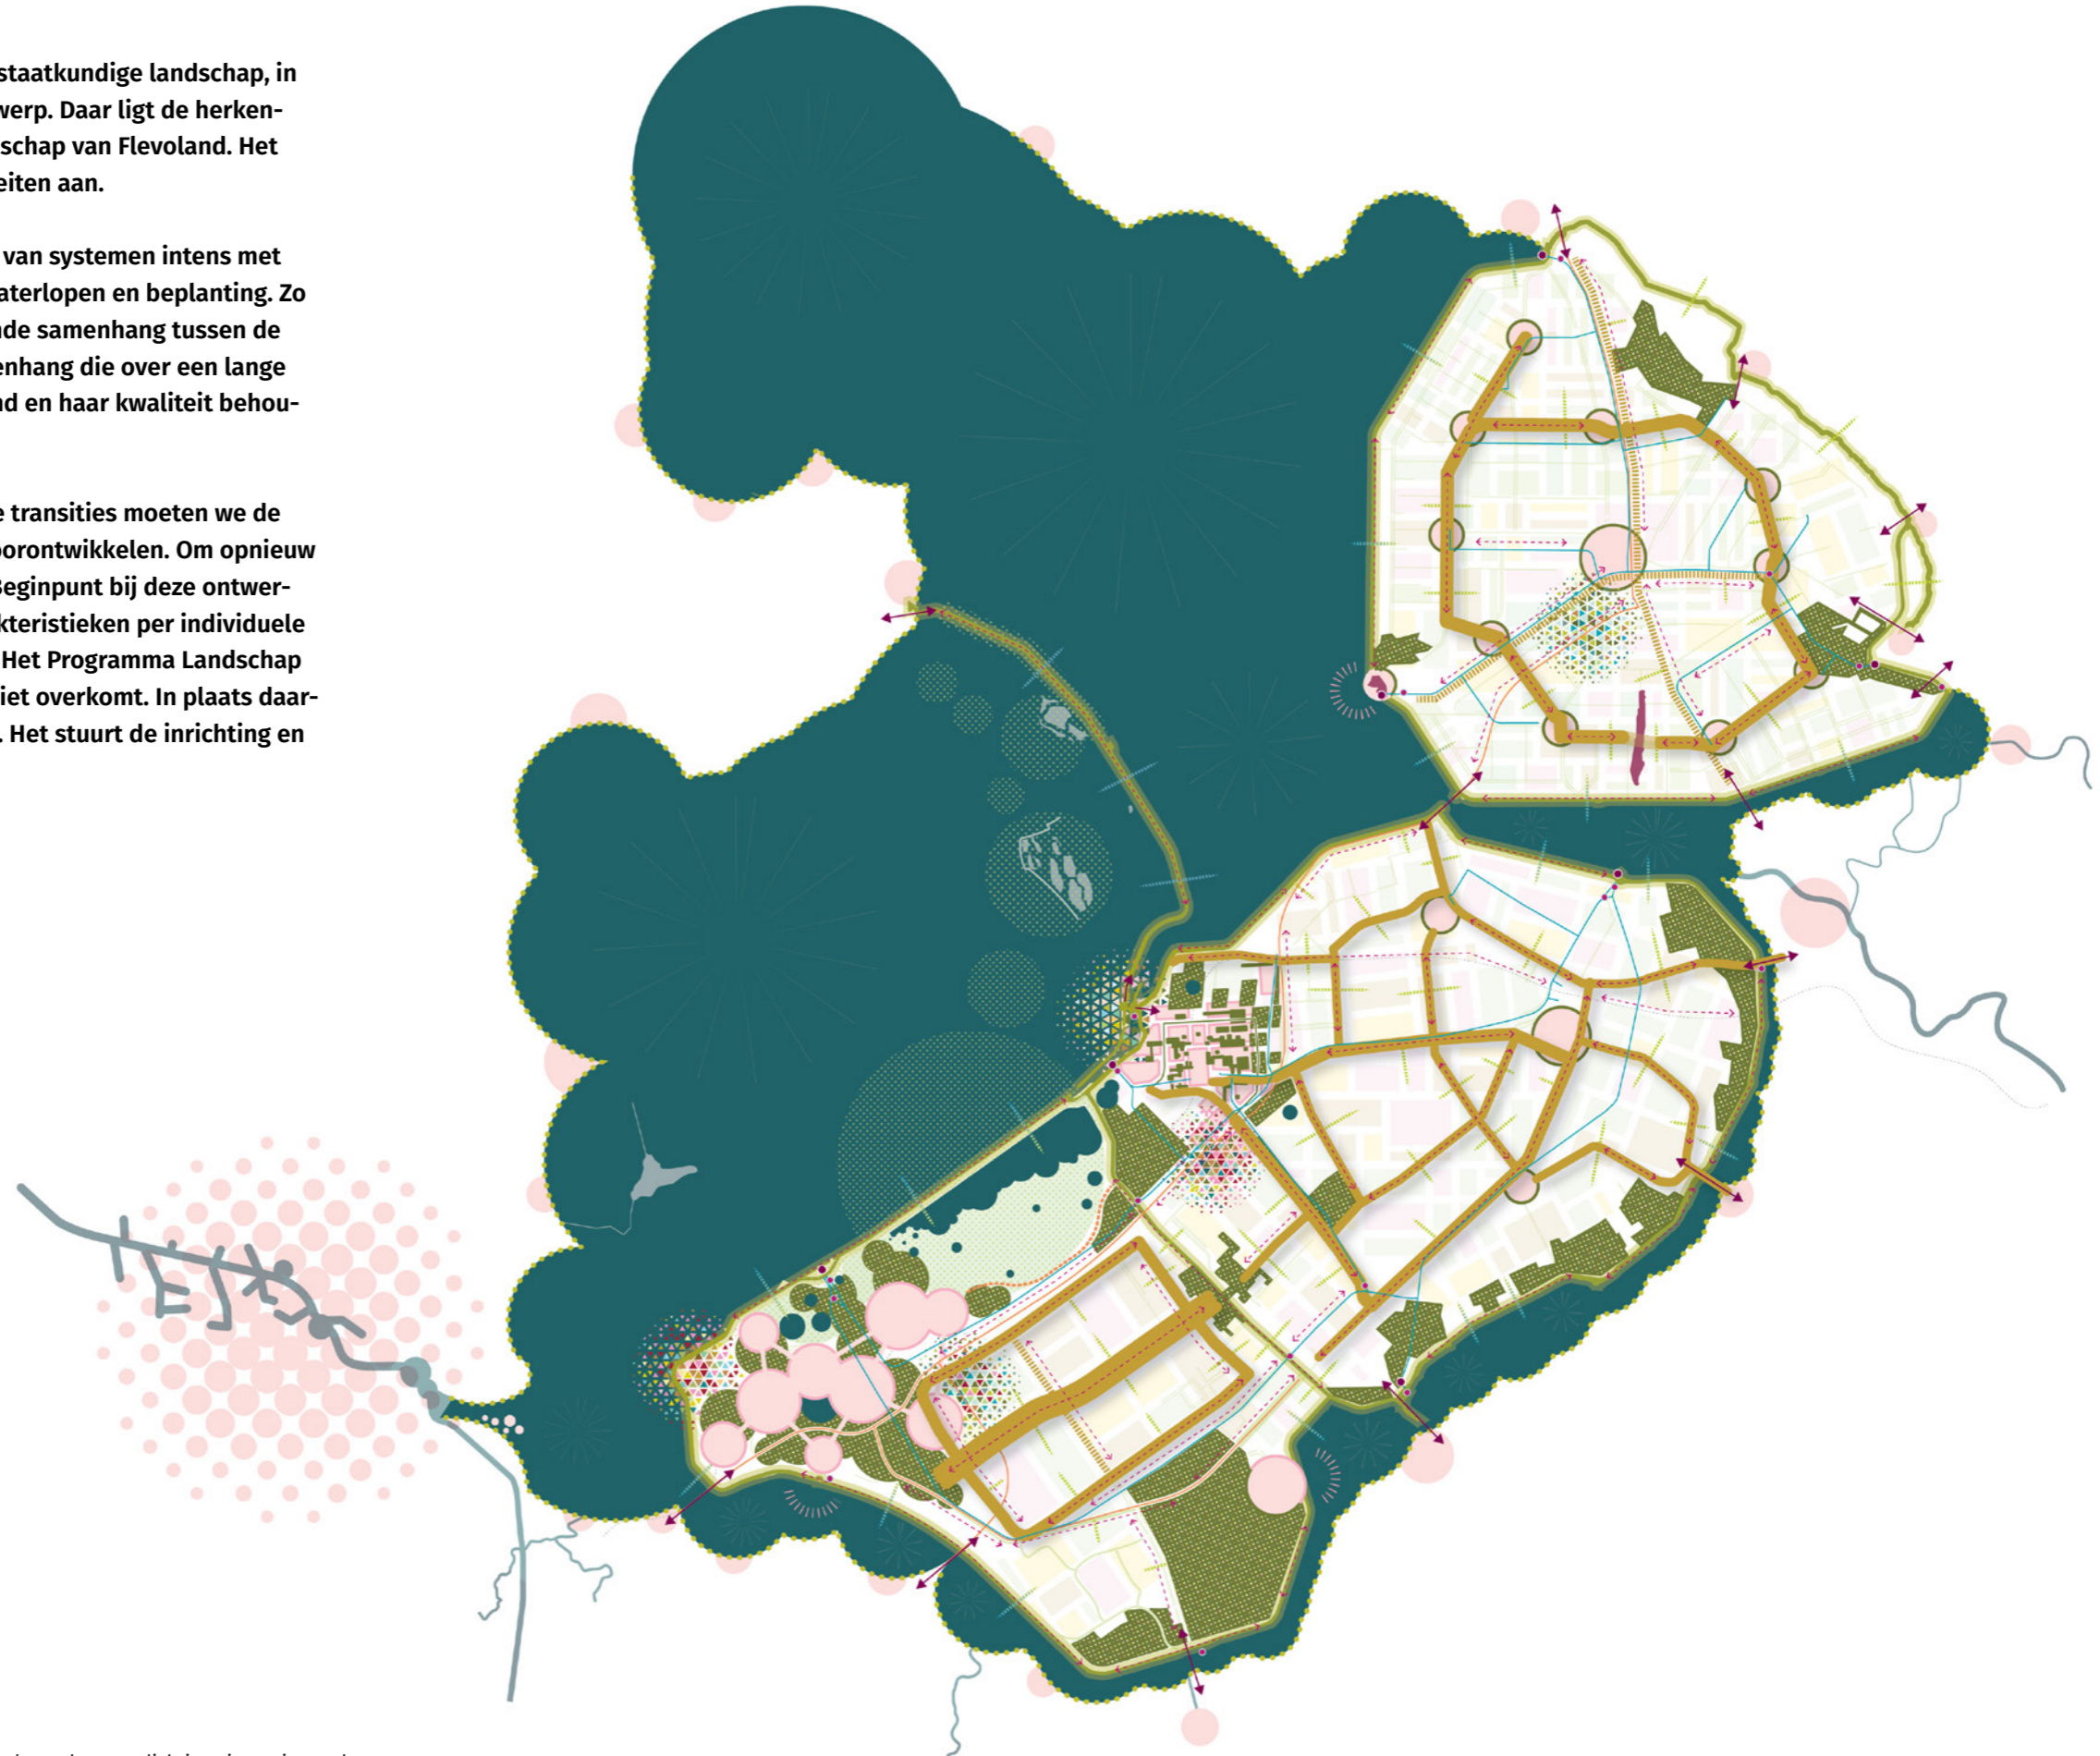 staatkundige landschap, in
werp. Daar ligt de herken-
schap van Flevoland. Het
eiten aan.
van systemen intens met
aterlopen en beplanting. Zo
nde samenhang tussen de
enhang die over een lange
nd en haar kwaliteit behou-
e transities moeten we de
oorontwikkelen. Om opnieuw
Beginpunt bij deze ontwer-
kteristieken per individuele
Het Programma Landschap
niet overkomt. In plaats daar-
. Het stuurt de inrichting en